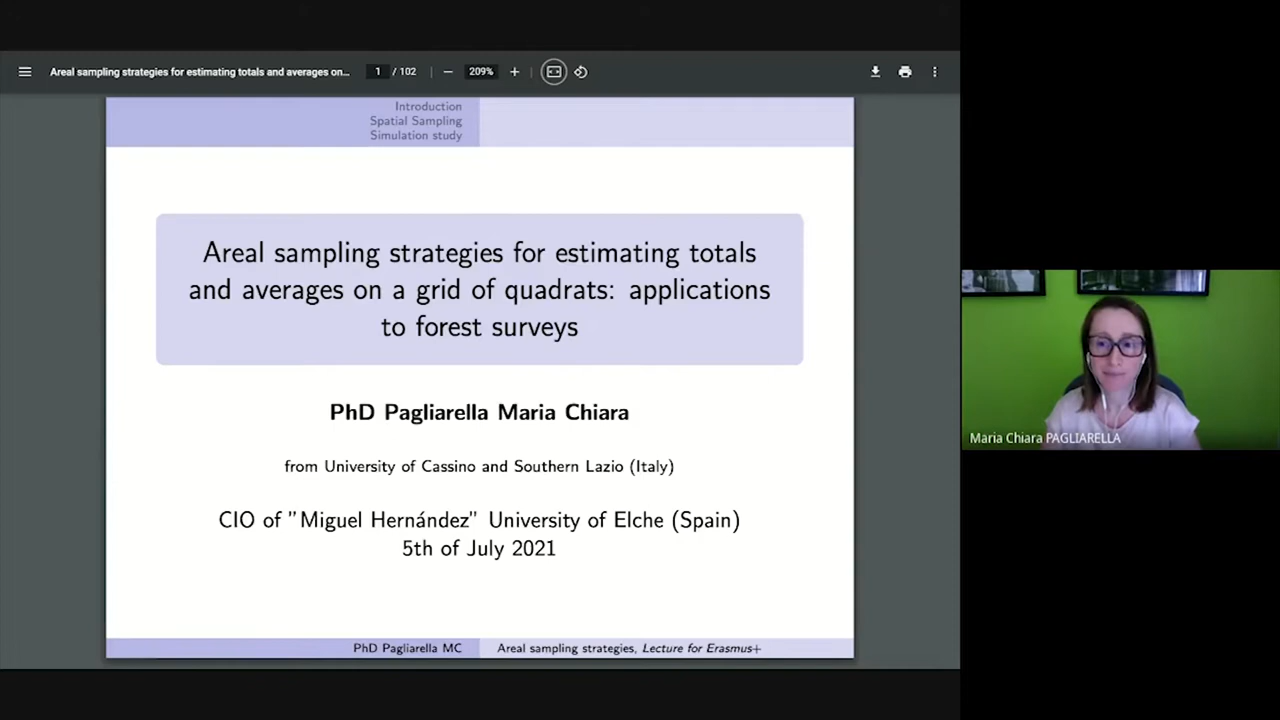 Areal sampling strategies for estimating totals and averages on...
1 / 102
209%
Introduction
Spatial Sampling
Simulation study
Areal sampling strategies for estimating totals
and averages on a grid of quadrats: applications
to forest surveys
PhD Pagliarella Maria Chiara
from University of Cassino and Southern Lazio (Italy)
CIO of "Miguel Hernández" University of Elche (Spain)
5th of July 2021
PhD Pagliarella MC
Areal sampling strategies, Lecture for Erasmus+
Maria Chiara PAGLIARELLA